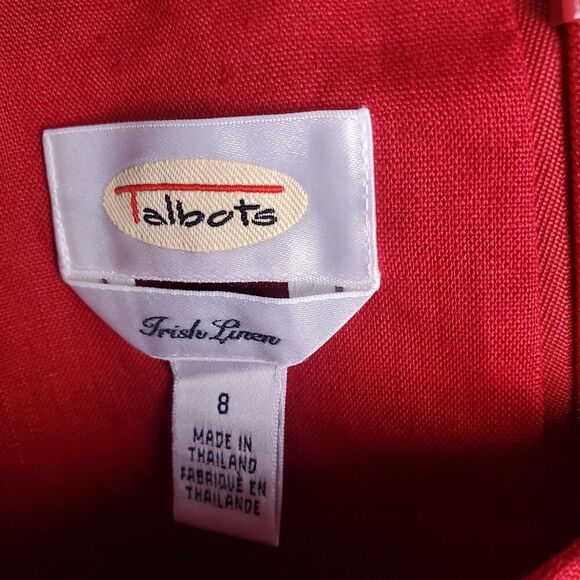 Talbots
Irish Linen
8
MADE IN
THAILAND
FABRIQUÉ EN
THAILANDE